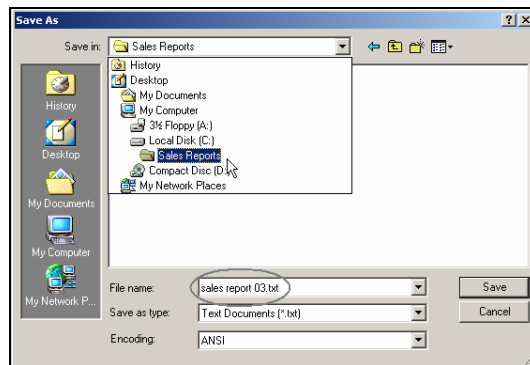 Save As
Save in: Sales Reports
History
Desktop
My Documents
My Computer
3½ Floppy (A:)
Local Disk (C:)
Sales Reports
Compact Disc (D:)
My Network Places
History
Desktop
My Documents
My Computer
My Network P...
File name: sales report 03.txt
Save
Save as type: Text Documents (*.txt)
Cancel
Encoding: ANSI